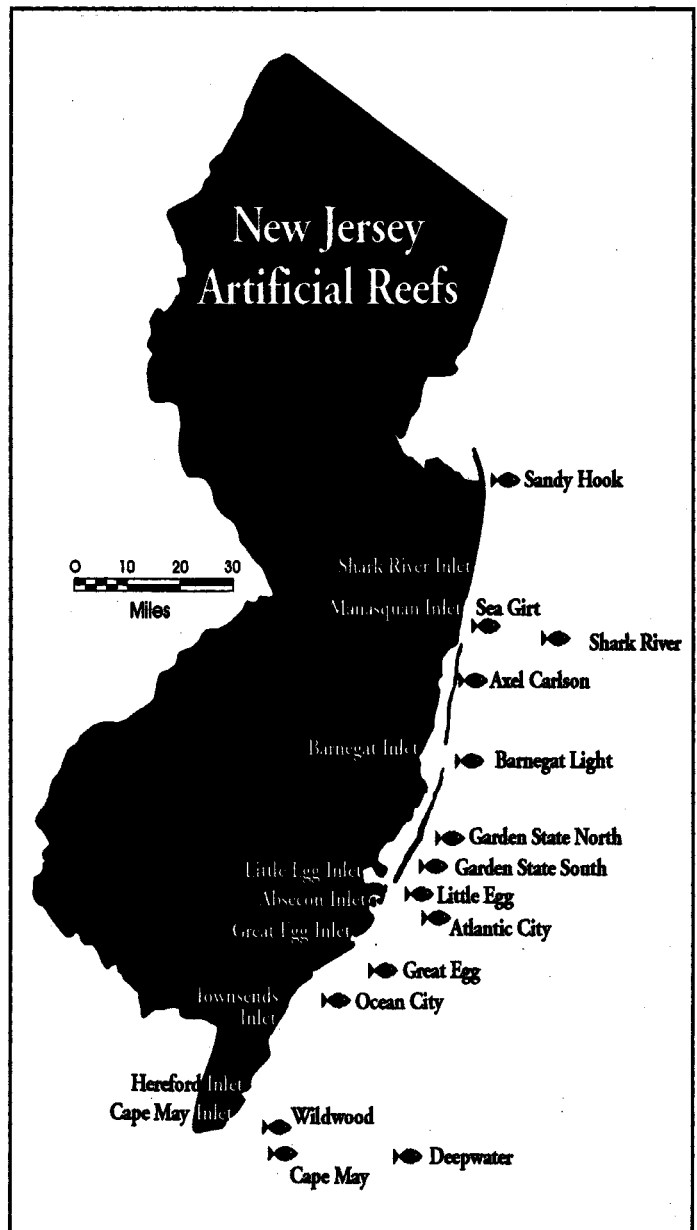 New Jersey
Artificial Reefs
Sandy Hook
Shark River Inlet
0 10 20 30
Miles
Manasquan Inlet
Sea Girt
Shark River
Axel Carlson
Barnegat Inlet
Barnegat Light
Garden State North
Little Egg Inlet
Garden State South
Absecon Inlet
Little Egg
Great Egg Inlet
Atlantic City
Great Egg
Townsends
Inlet
Ocean City
Hereford Inlet
Cape May Inlet
Wildwood
Cape May
Deepwater